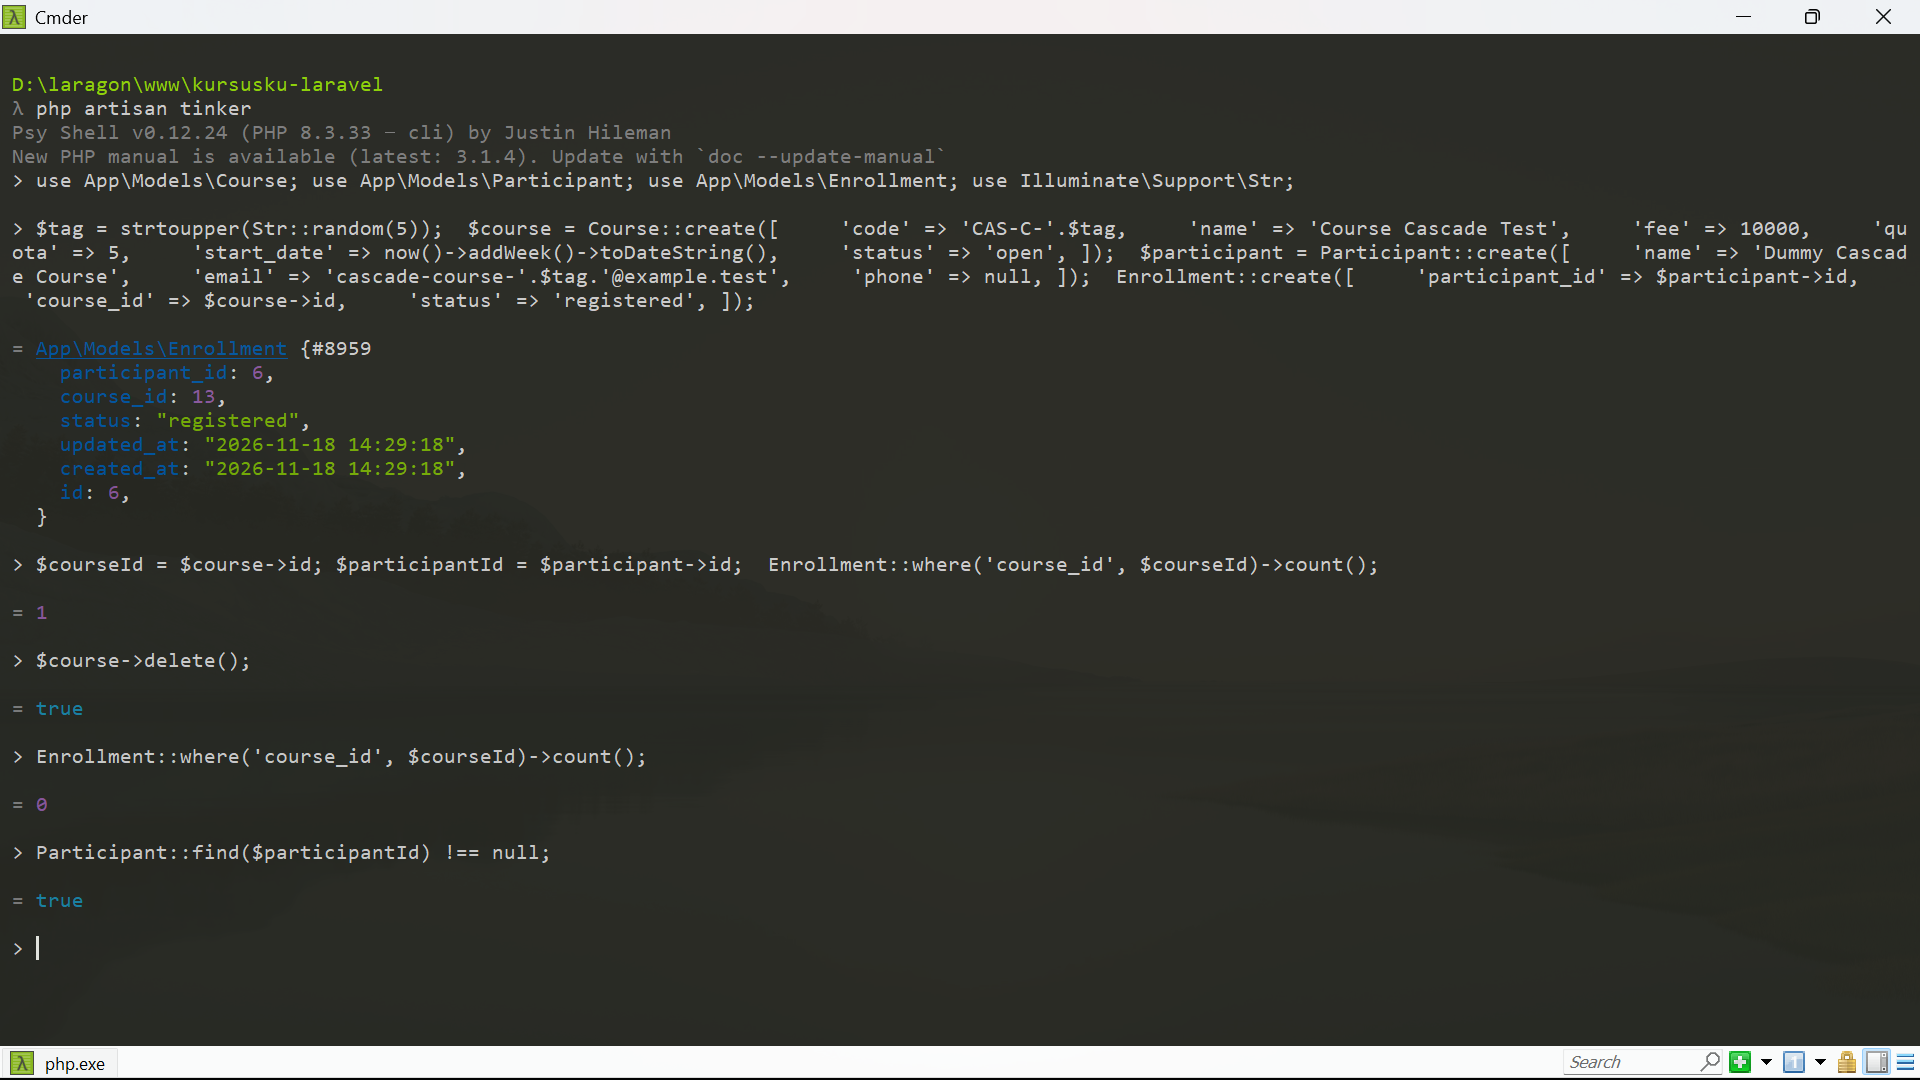 Cmder
D:\laragon\www\kursusku-laravel
λ php artisan tinker
Psy Shell v0.12.24 (PHP 8.3.33 — cli) by Justin Hileman
New PHP manual is available (latest: 3.1.4). Update with `doc --update-manual`
> use App\Models\Course; use App\Models\Participant; use App\Models\Enrollment; use Illuminate\Support\Str;
> $tag = strtoupper(Str::random(5));  $course = Course::create([     'code' => 'CAS-C-'.$tag,     'name' => 'Course Cascade Test',     'fee' => 10000,     'qu
ota' => 5,     'start_date' => now()->addWeek()->toDateString(),     'status' => 'open', ]);  $participant = Participant::create([     'name' => 'Dummy Cascad
e Course',     'email' => 'cascade-course-'.$tag.'@example.test',     'phone' => null, ]);  Enrollment::create([     'participant_id' => $participant->id,
 'course_id' => $course->id,     'status' => 'registered', ]);
= App\Models\Enrollment {#8959
    participant_id: 6,
    course_id: 13,
    status: "registered",
    updated_at: "2026-11-18 14:29:18",
    created_at: "2026-11-18 14:29:18",
    id: 6,
  }
> $courseId = $course->id; $participantId = $participant->id;  Enrollment::where('course_id', $courseId)->count();
= 1
> $course->delete();
= true
> Enrollment::where('course_id', $courseId)->count();
= 0
> Participant::find($participantId) !== null;
= true
>
λ php.exe
Search